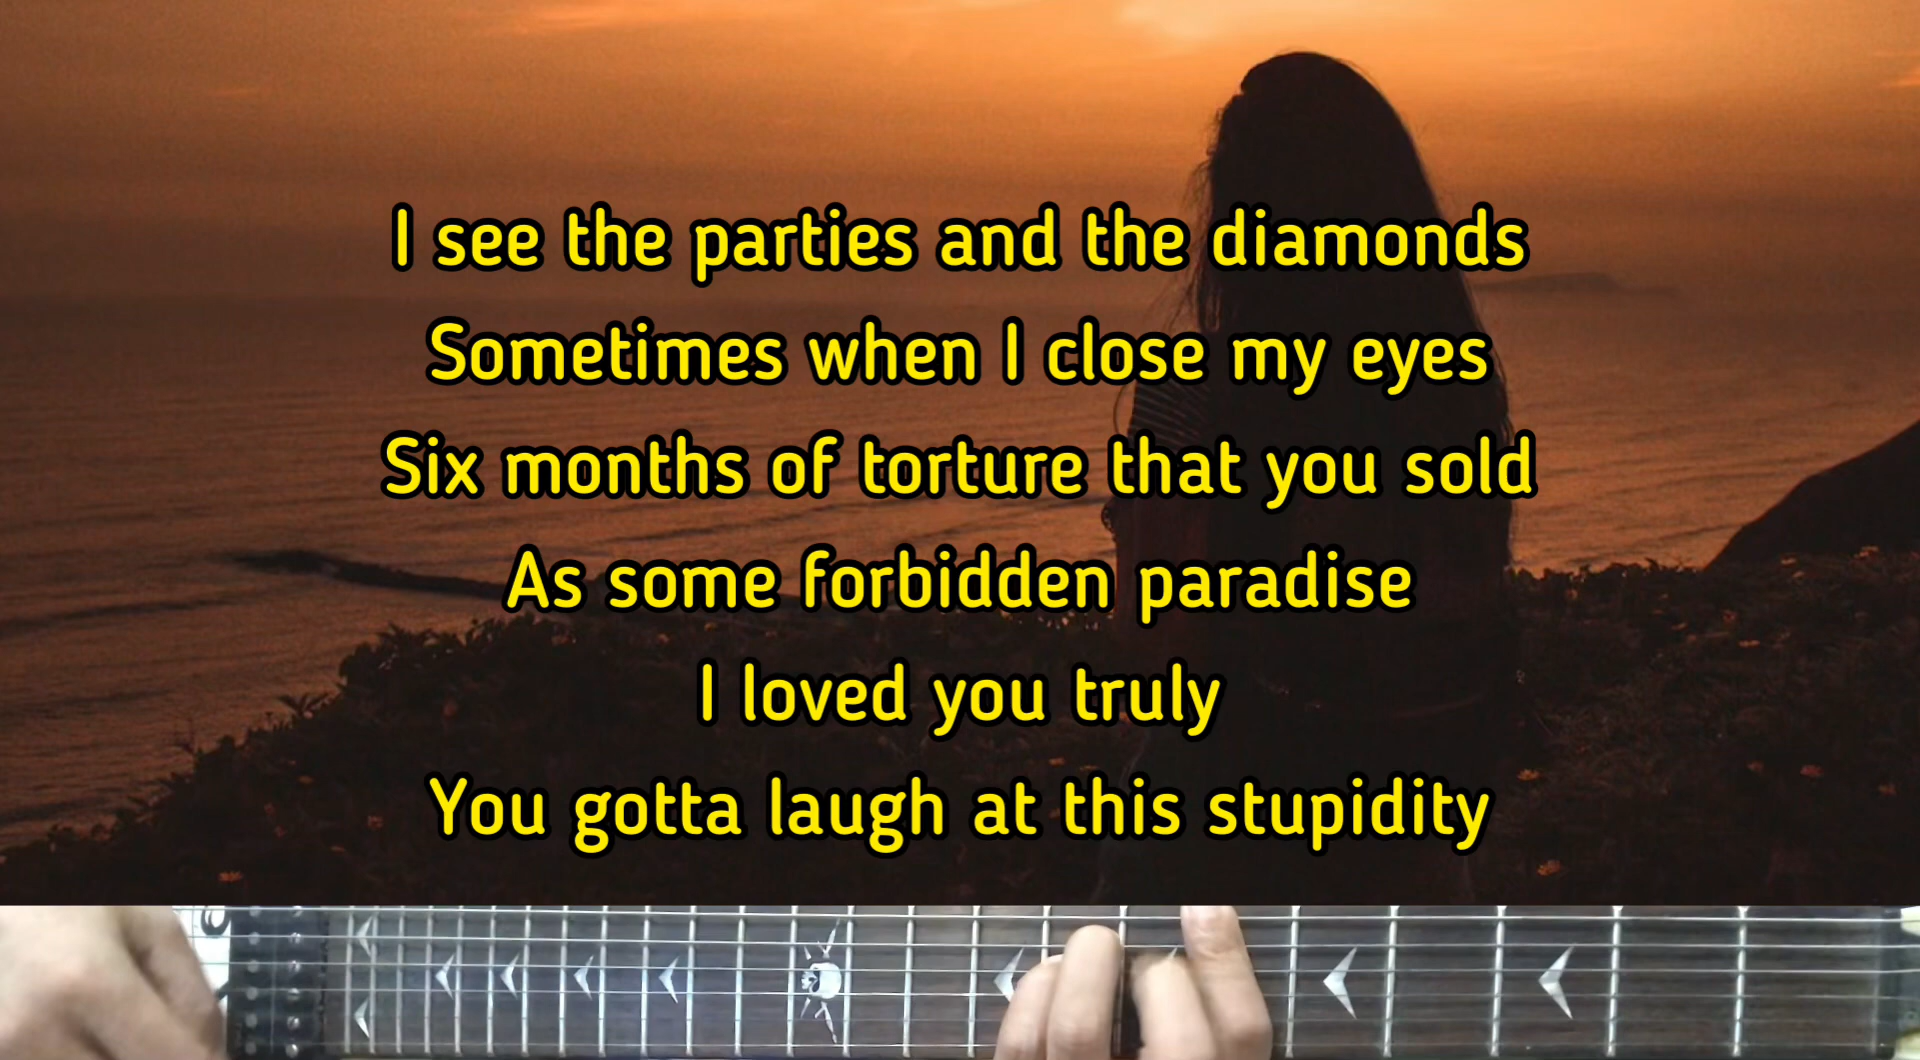 I see the parties and the diamonds
Sometimes when I close my eyes
Six months of torture that you sold
As some forbidden paradise
I loved you truly
You gotta laugh at this stupidity